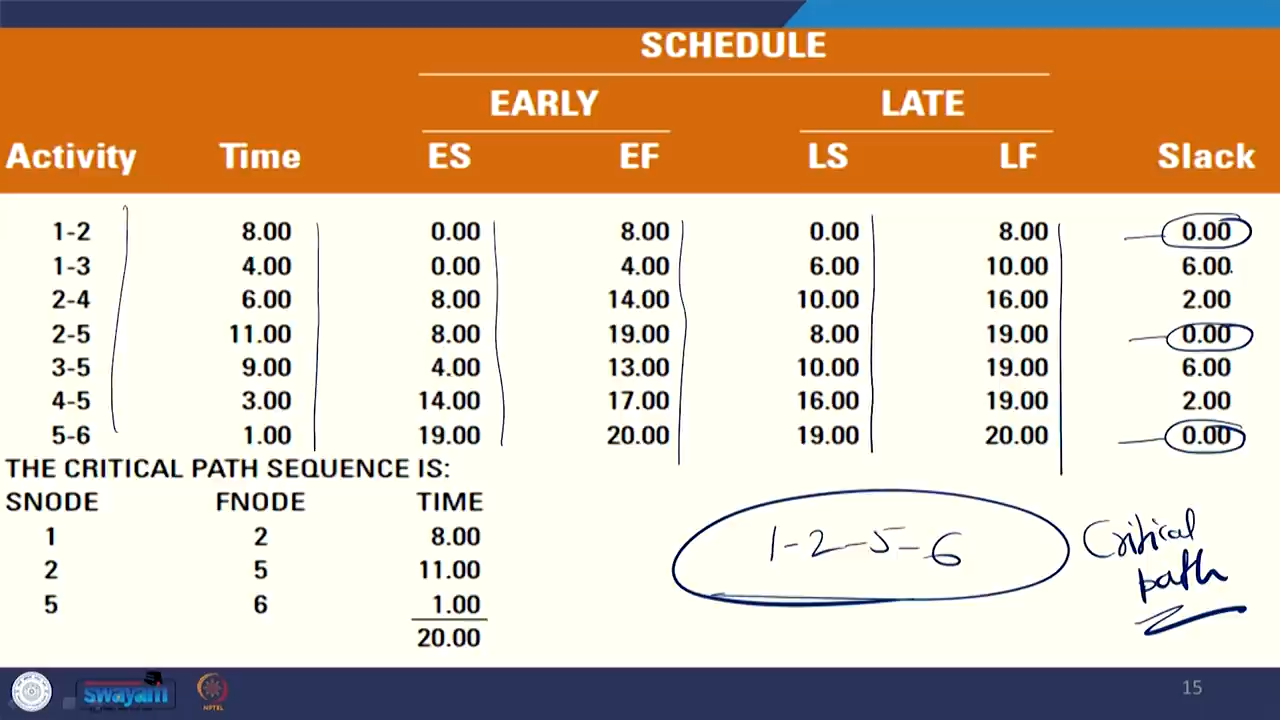 SCHEDULE
EARLY LATE
Activity Time ES EF LS LF Slack
1-2 8.00 0.00 8.00 0.00 8.00 0.00
1-3 4.00 0.00 4.00 6.00 10.00 6.00
2-4 6.00 8.00 14.00 10.00 16.00 2.00
2-5 11.00 8.00 19.00 8.00 19.00 0.00
3-5 9.00 4.00 13.00 10.00 19.00 6.00
4-5 3.00 14.00 17.00 16.00 19.00 2.00
5-6 1.00 19.00 20.00 19.00 20.00 0.00
THE CRITICAL PATH SEQUENCE IS:
SNODE FNODE TIME
1 2 8.00
2 5 11.00
5 6 1.00
20.00
1-2-5-6
Critical
path
swayam
NPTEL
15